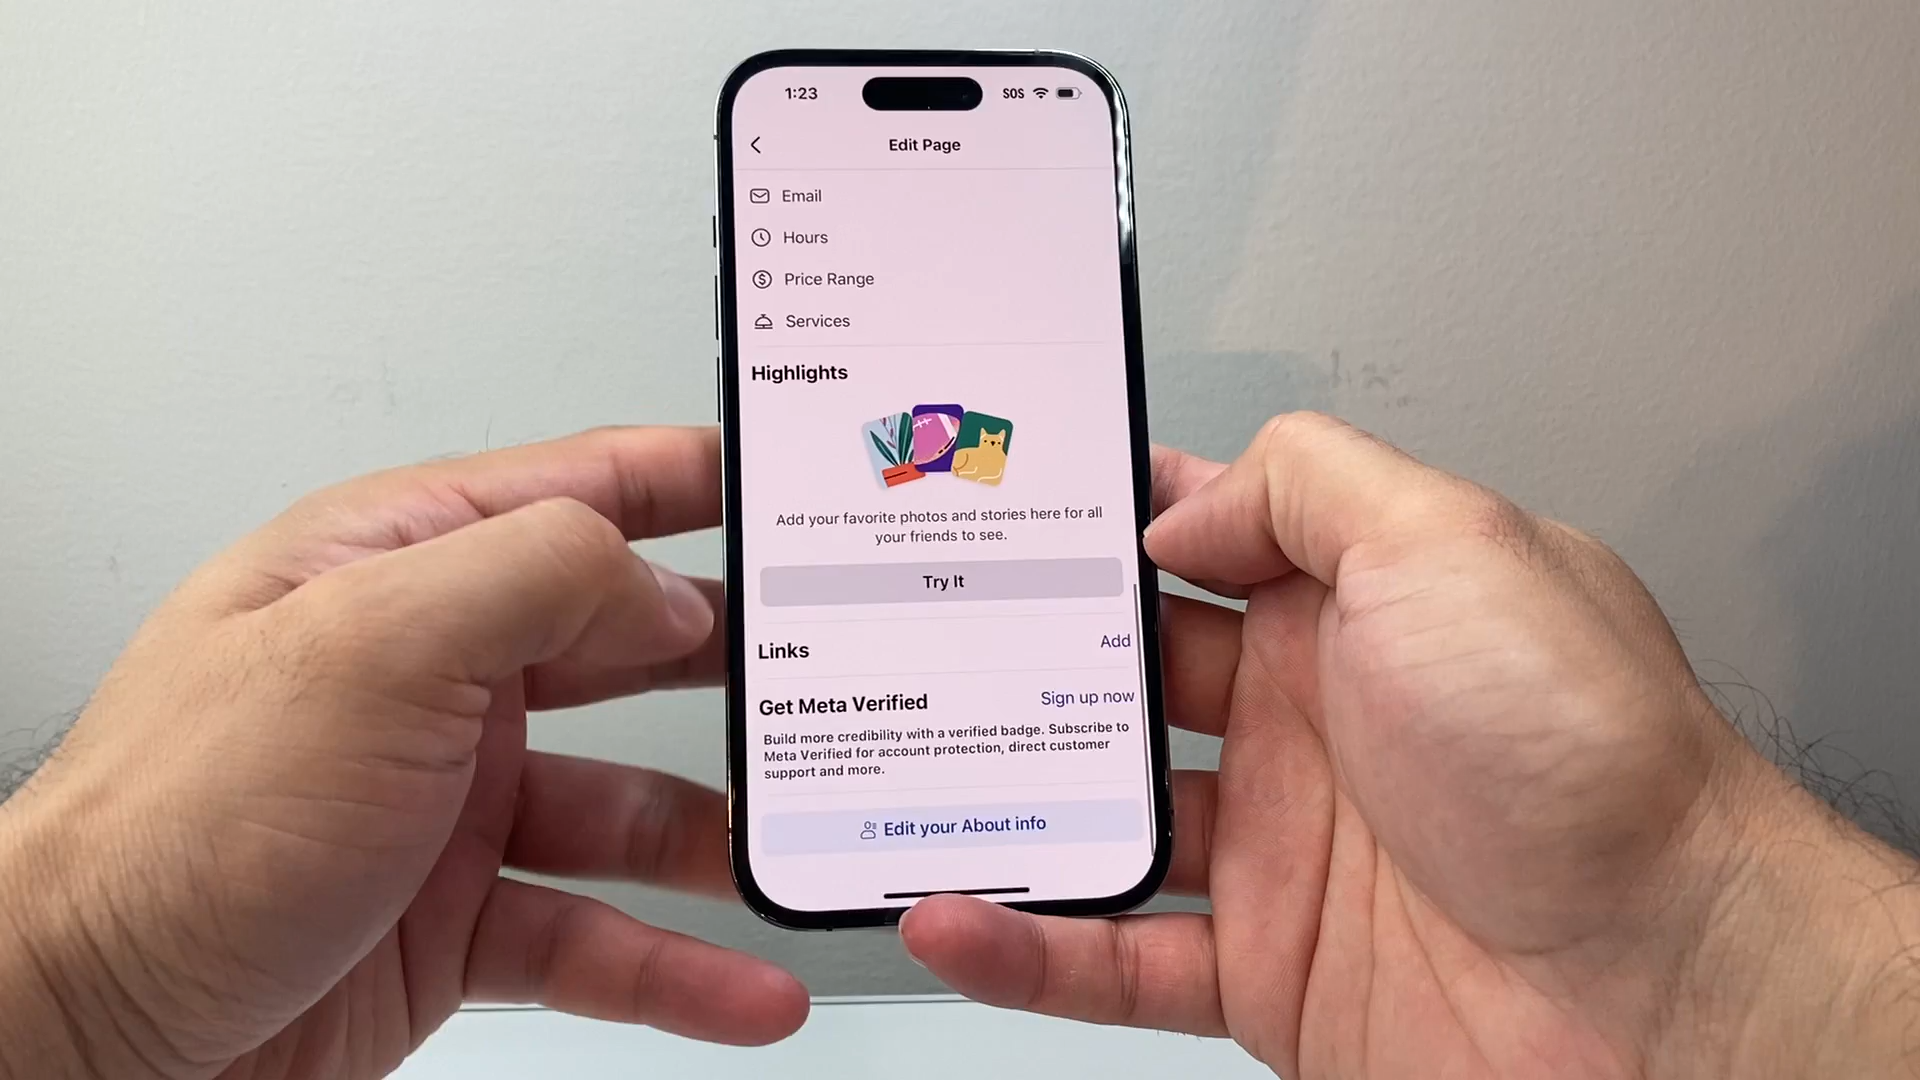 1:23
SOS
Edit Page
Email
Hours
Price Range
Services
Highlights
Add your favorite photos and stories here for all
your friends to see.
Try It
Links
Add
Get Meta Verified
Sign up now
Build more credibility with a verified badge. Subscribe to
Meta Verified for account protection, direct customer
support and more.
Edit your About info